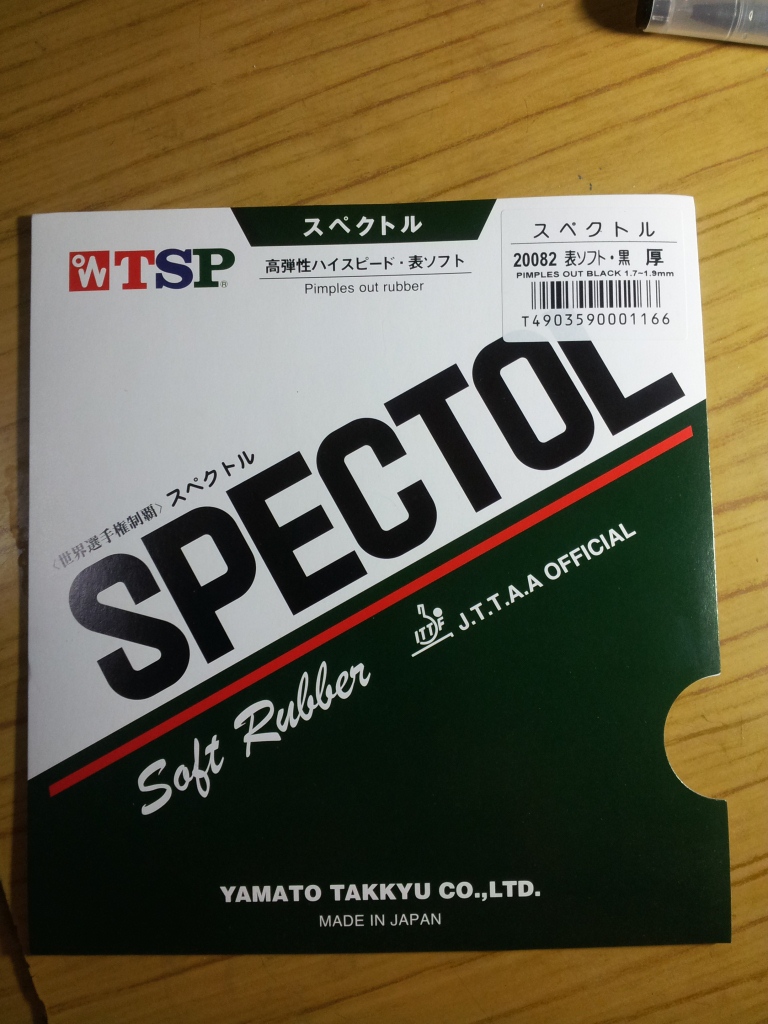 スペクトル
TSP®
高弾性ハイスピード・表ソフト
Pimples out rubber
スペクトル
20082 表ソフト・黒 厚
PIMPLES OUT BLACK 1.7~1.9mm
T4903590001166
〈世界選手権制覇〉スペクトル
SPECTOL
ITTF J.T.T.A.A OFFICIAL
Soft Rubber
YAMATO TAKKYU CO.,LTD.
MADE IN JAPAN